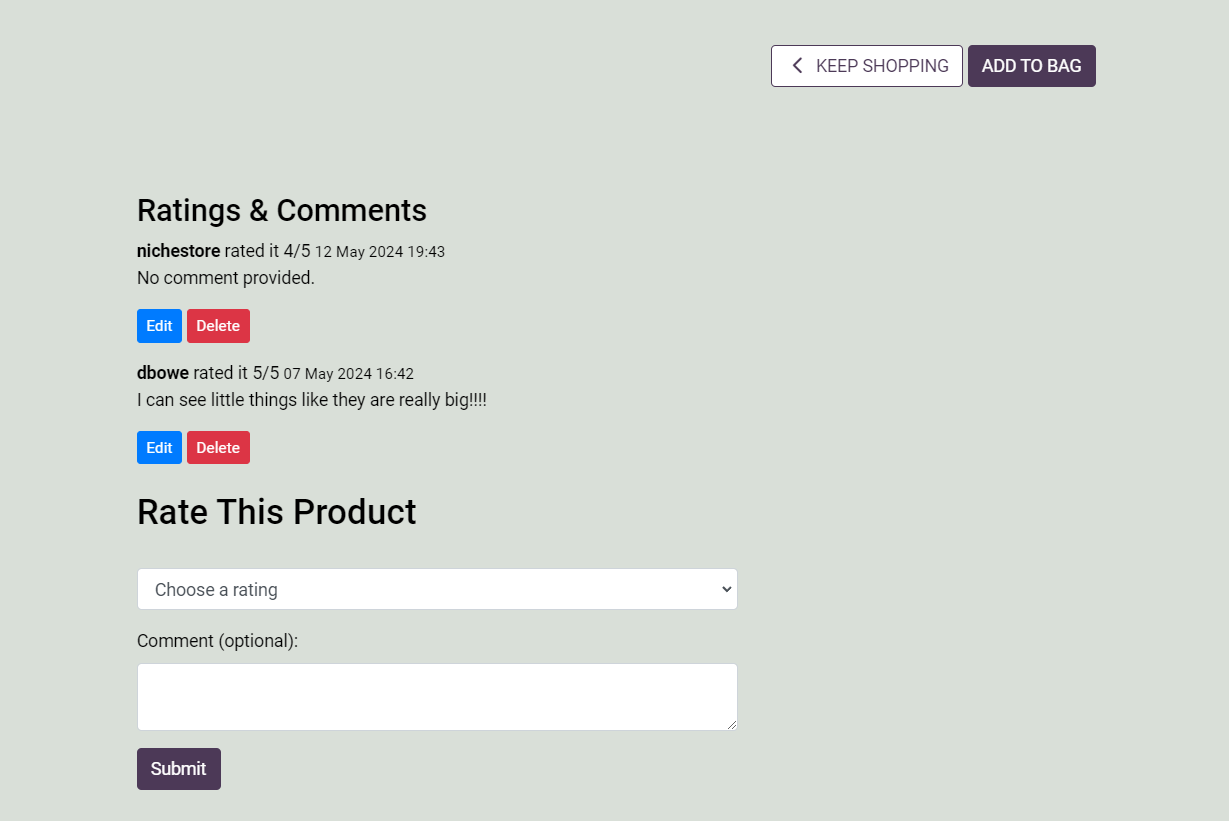 KEEP SHOPPING ADD TO BAG
Ratings & Comments
nichestore rated it 4/5 12 May 2024 19:43
No comment provided.
Edit Delete
dbowe rated it 5/5 07 May 2024 16:42
I can see little things like they are really big!!!!
Edit Delete
Rate This Product
Choose a rating
Comment (optional):
Submit